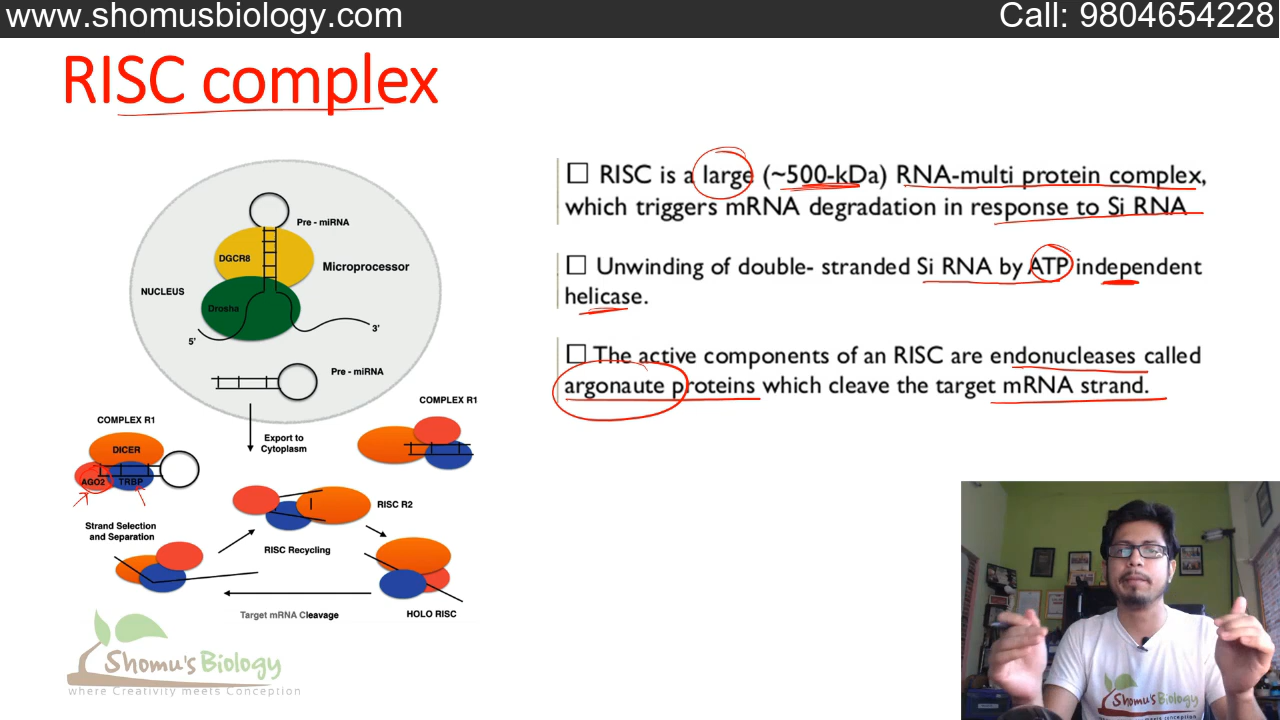 www.shomusbiology.com
Call: 9804654228
RISC complex
Pre - miRNA
DGCR8
Microprocessor
NUCLEUS
Drosha
5'
3'
Pre - miRNA
COMPLEX R1
COMPLEX R1
Export to
Cytoplasm
DICER
AGO2
TRBP
RISC R2
Strand Selection
and Separation
RISC Recycling
Target mRNA Cleavage
HOLO RISC
Shomu's Biology
where Creativity meets Conception
☐ RISC is a large (~500-kDa) RNA-multi protein complex,
which triggers mRNA degradation in response to Si RNA
☐ Unwinding of double- stranded Si RNA by ATP independent
helicase.
☐ The active components of an RISC are endonucleases called
argonaute proteins which cleave the target mRNA strand.
Shomu's Biology